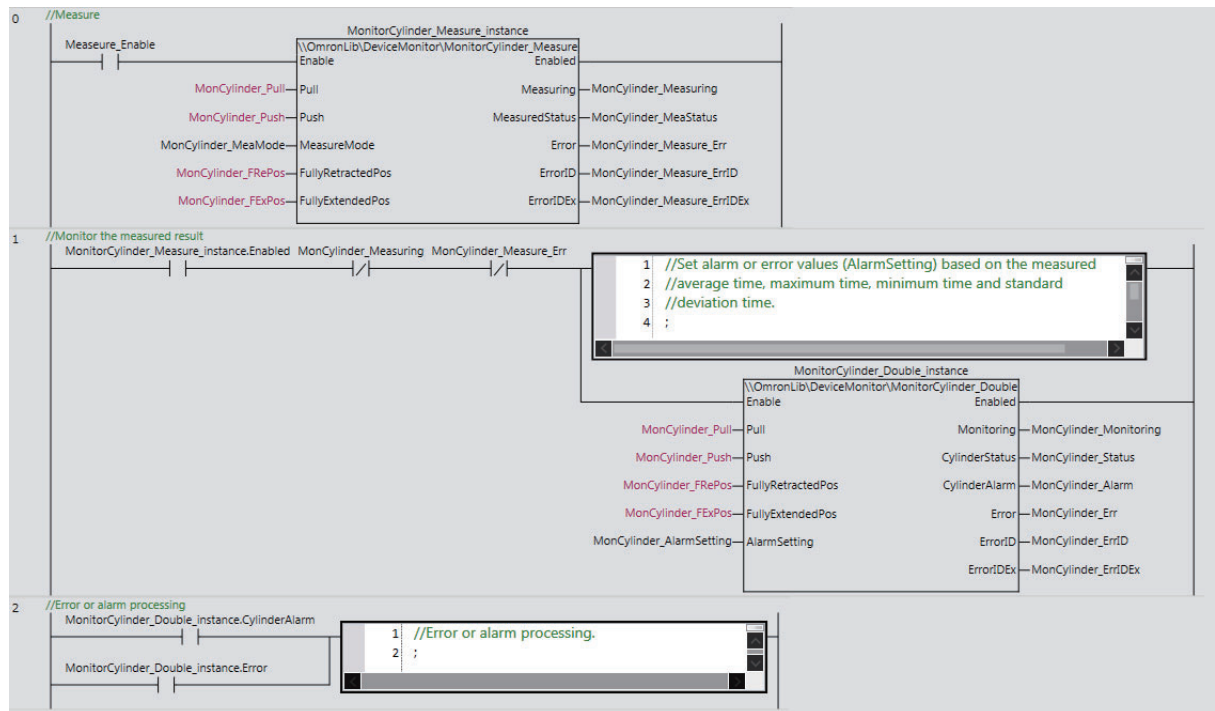 0
//Measure
MonitorCylinder_Measure_instance
Measeure_Enable
\\OmronLib\DeviceMonitor\MonitorCylinder_Measure
Enable Enabled
MonCylinder_Pull Pull Measuring MonCylinder_Measuring
MonCylinder_Push Push MeasuredStatus MonCylinder_MeaStatus
MonCylinder_MeaMode MeasureMode Error MonCylinder_Measure_Err
MonCylinder_FRePos FullyRetractedPos ErrorID MonCylinder_Measure_ErrID
MonCylinder_FExPos FullyExtendedPos ErrorIDEx MonCylinder_Measure_ErrIDEx
1
//Monitor the measured result
MonitorCylinder_Measure_instance.Enabled MonCylinder_Measuring MonCylinder_Measure_Err
1 //Set alarm or error values (AlarmSetting) based on the measured
2 //average time, maximum time, minimum time and standard
3 //deviation time.
4 ;
MonitorCylinder_Double_instance
\\OmronLib\DeviceMonitor\MonitorCylinder_Double
Enable Enabled
MonCylinder_Pull Pull Monitoring MonCylinder_Monitoring
MonCylinder_Push Push CylinderStatus MonCylinder_Status
MonCylinder_FRePos FullyRetractedPos CylinderAlarm MonCylinder_Alarm
MonCylinder_FExPos FullyExtendedPos Error MonCylinder_Err
MonCylinder_AlarmSetting AlarmSetting ErrorID MonCylinder_ErrID
ErrorIDEx MonCylinder_ErrIDEx
2
//Error or alarm processing
MonitorCylinder_Double_instance.CylinderAlarm
1 //Error or alarm processing.
2 ;
MonitorCylinder_Double_instance.Error